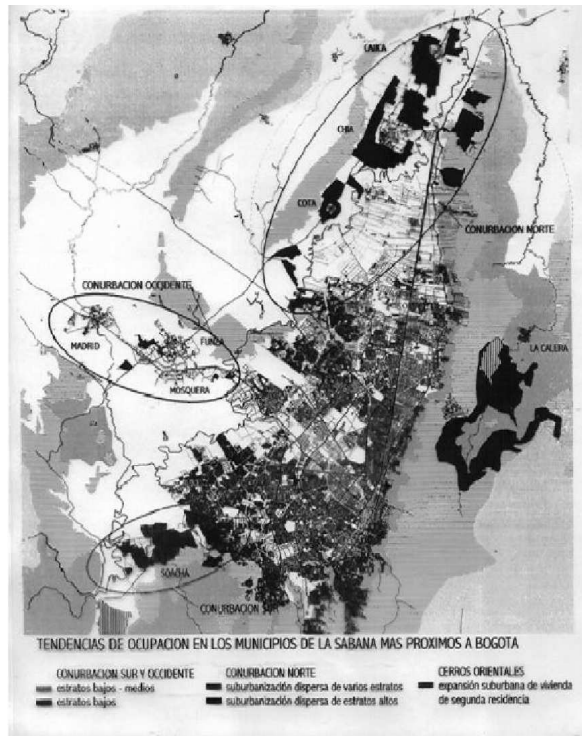 CAJICA
CHIA
COTA
CONURBACION NORTE
CONURBACION OCCIDENTE
MADRID
FUNZA
MOSQUERA
LA CALERA
SOACHA
CONURBACION SUR
TENDENCIAS DE OCUPACION EN LOS MUNICIPIOS DE LA SABANA MAS PROXIMOS A BOGOTA
CONURBACION SUR Y OCCIDENTE
estratos bajos - medios
estratos bajos
CONURBACION NORTE
suburbanización dispersa de varios estratos
suburbanización dispersa de estratos altos
CERROS ORIENTALES
expansión suburbana de vivienda
de segunda residencia